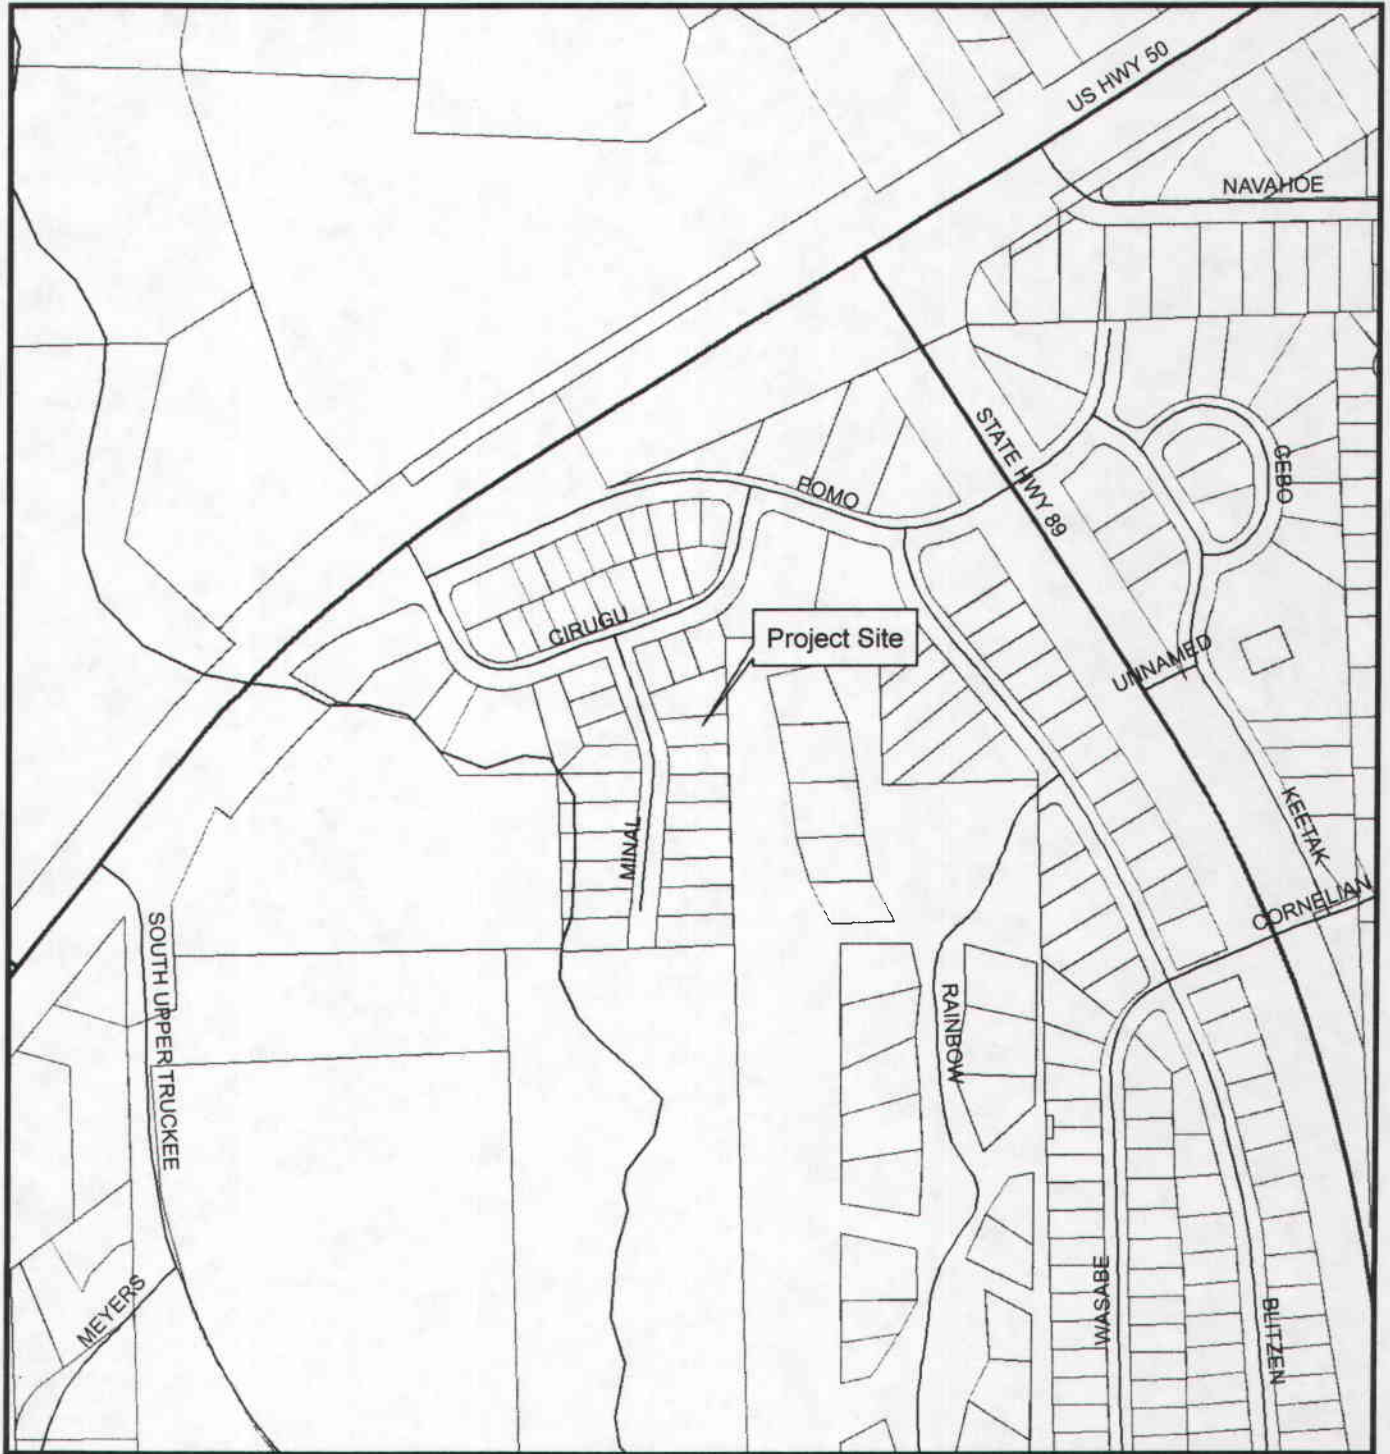 US HWY 50
NAVAHOE
STATE HWY 89
GEBO
POMO
CIRUGU
Project Site
UNNAMED
KEETAK
MINAL
CORNELIAN
SOUTH UPPER TRUCKEE
RAINBOW
WASABE
MEYERS
BLITZEN